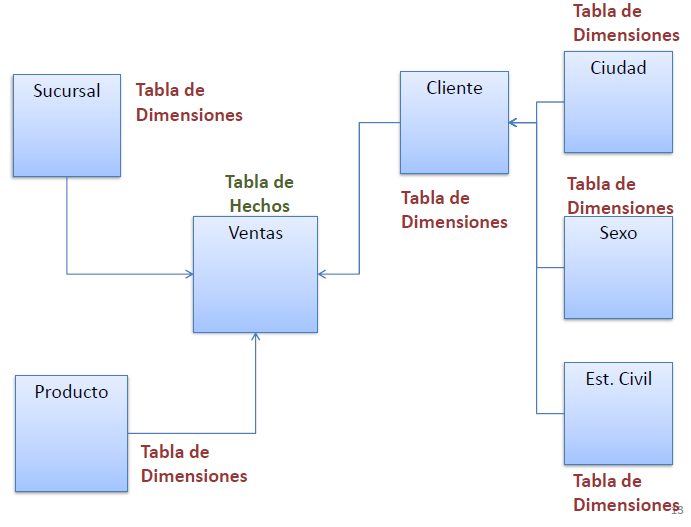 Tabla de
Dimensiones
Ciudad
Sucursal
Tabla de
Dimensiones
Cliente
Tabla de
Hechos
Ventas
Tabla de
Dimensiones
Tabla de
Dimensiones
Sexo
Producto
Tabla de
Dimensiones
Est. Civil
Tabla de
Dimensiones
13